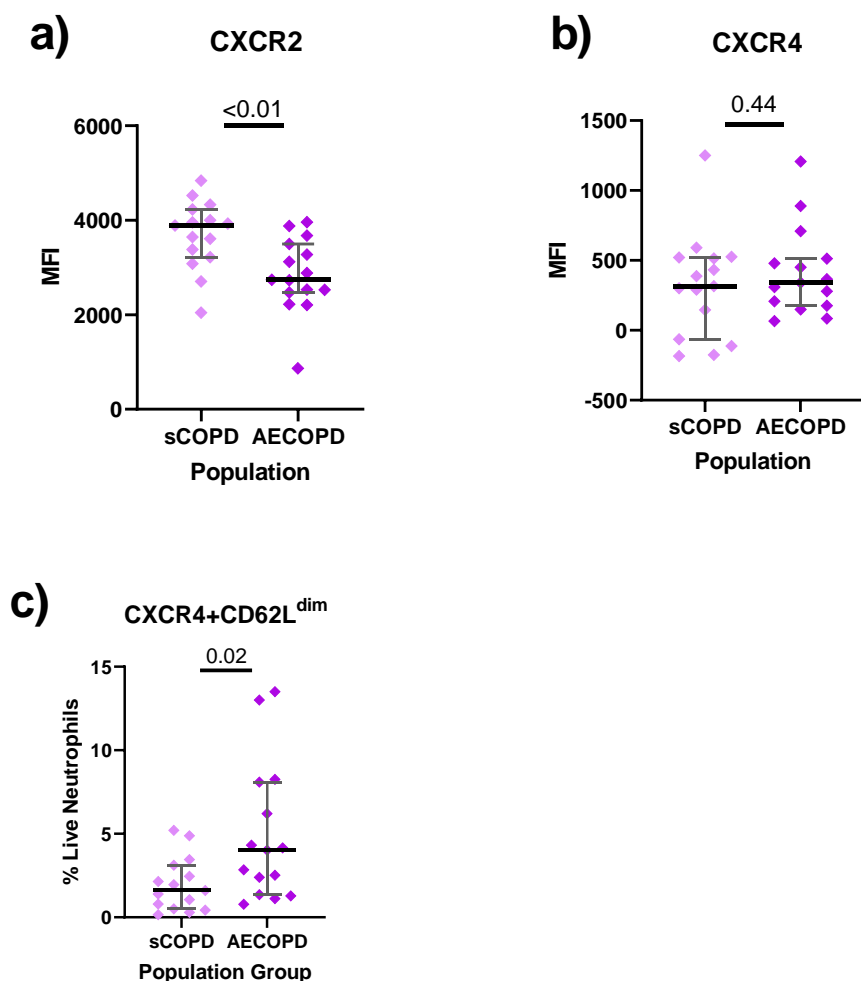 a)
CXCR2
<0.01
6000
4000
2000
0
MFI
sCOPD AECOPD
Population
b)
CXCR4
0.44
1500
1000
500
0
-500
MFI
sCOPD AECOPD
Population
c)
CXCR4+CD62Ldim
0.02
15
10
5
0
% Live Neutrophils
sCOPD AECOPD
Population Group